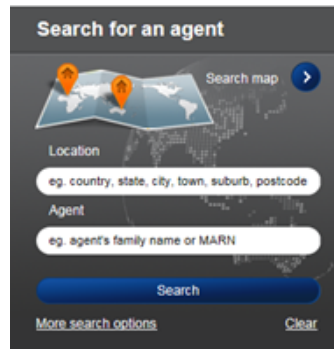 Search for an agent
Search map
Location
eg. country, state, city, town, suburb, postcode
Agent
eg. agent's family name or MARN
Search
More search options
Clear